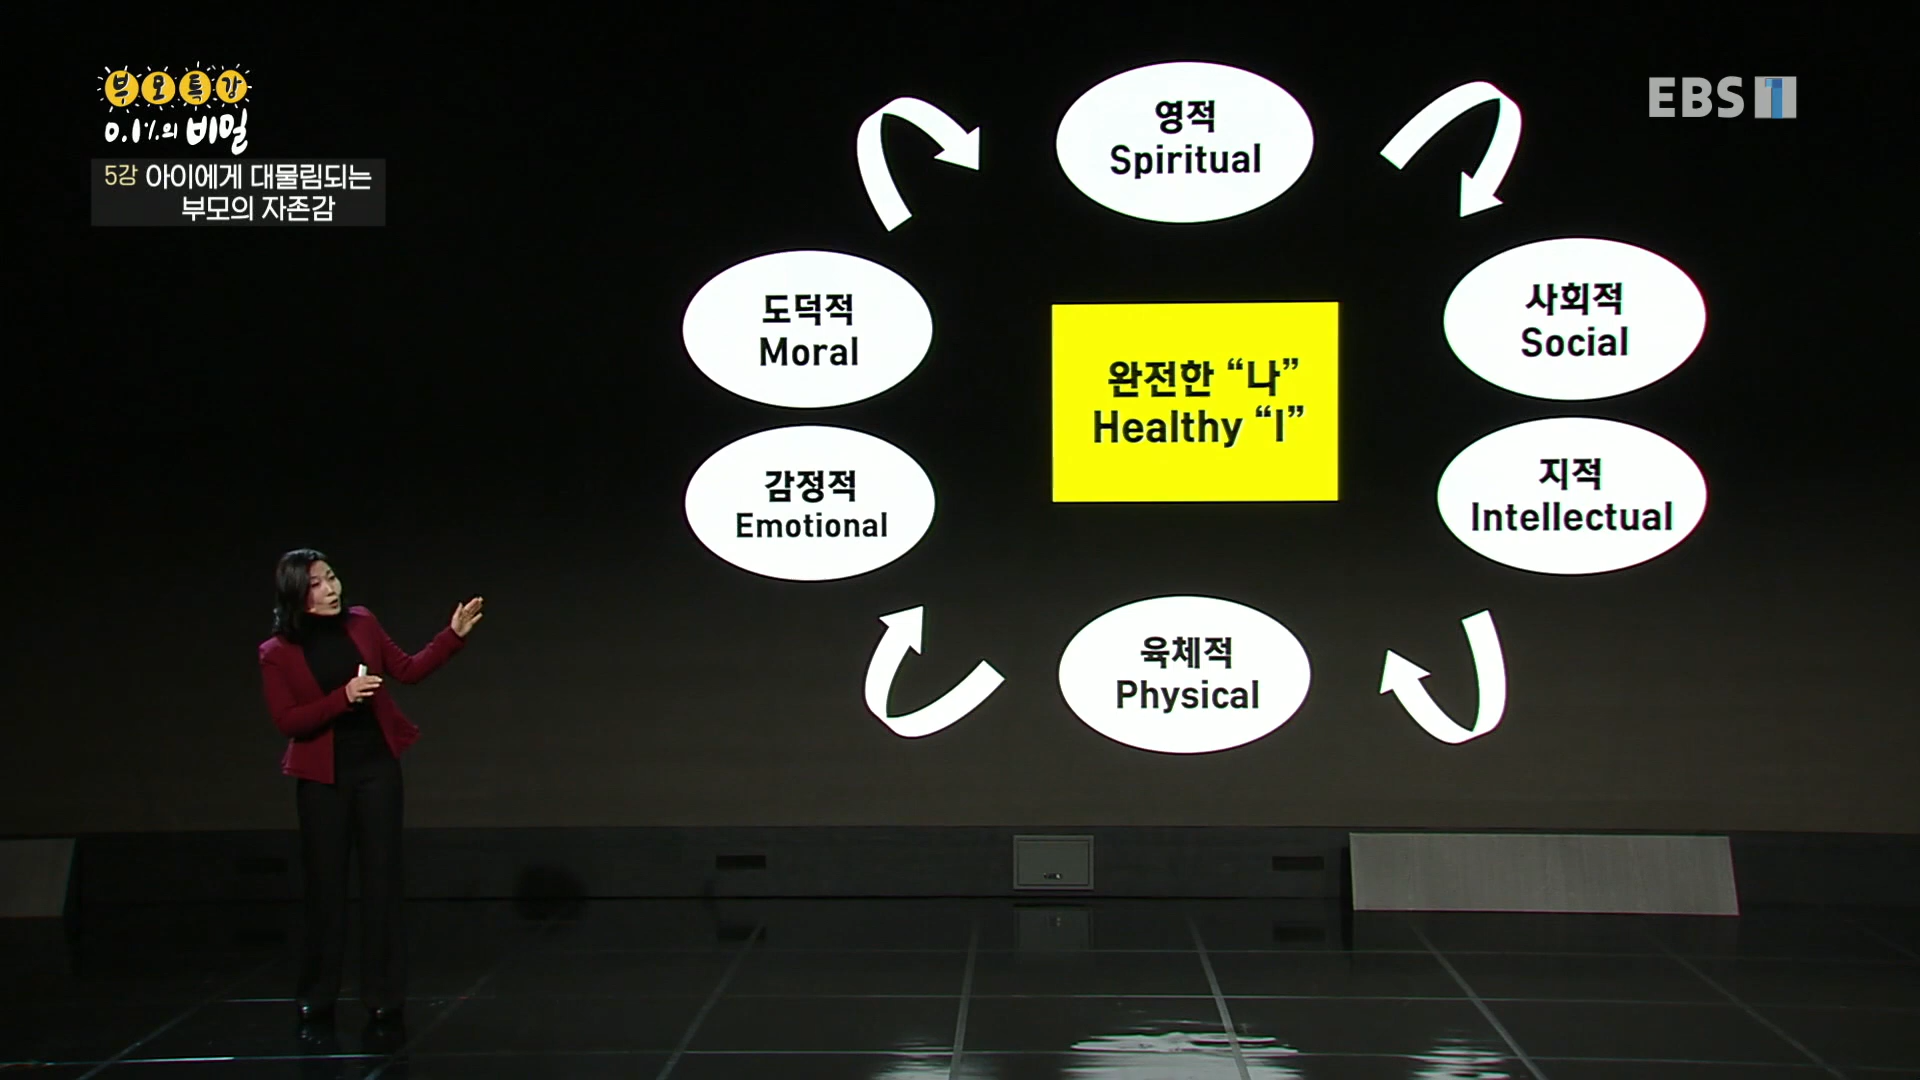 부모특강
0.1%의 비밀
5강 아이에게 대물림되는
부모의 자존감
EBS 1
영적
Spiritual
사회적
Social
지적
Intellectual
육체적
Physical
감정적
Emotional
도덕적
Moral
완전한 “나”
Healthy “I”